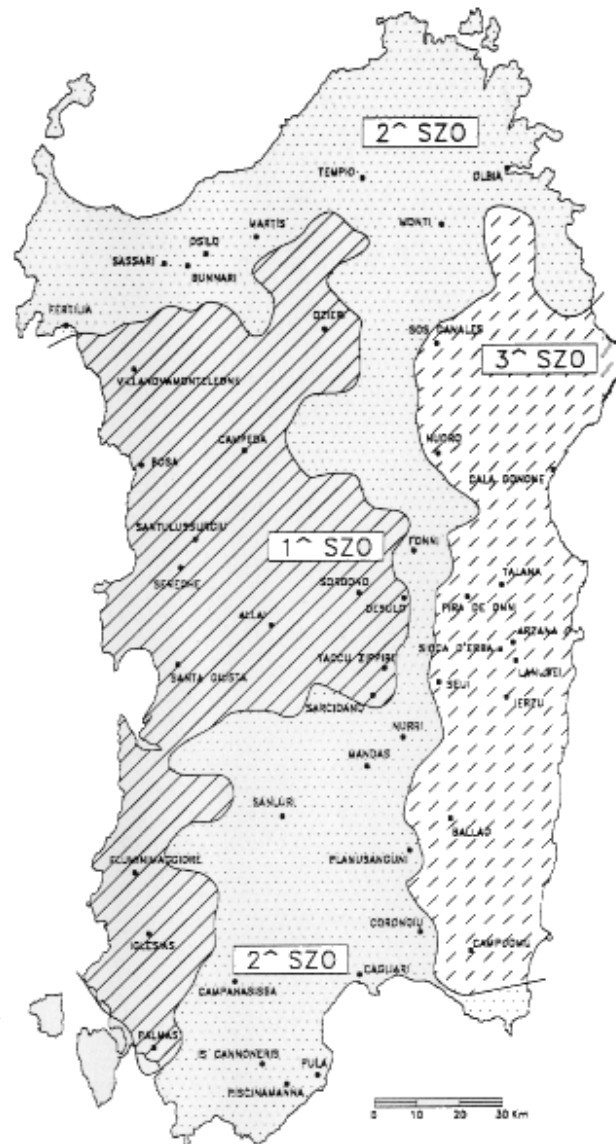 2^ SZO
TEMPIO
OLBIA
MARTIS
MONTI
OSILO
SASSARI
BUNNARI
FERTILIA
OZIERI
SOS CANALES
3^ SZO
VILLANOVAMONTELEONE
CAMPEDA
NUORO
BOSA
CALA GONONE
SANTULUSSURGIU
1^ SZO
FONNI
SENEGHE
SORGONO
TALANA
DESULO
PIRA DE ONNI
ALLAI
ARZANA
SICCA D'ERBA
SANTA GIUSTA
TACCU ZIPPIRI
LANUSEI
SEUI
SARCIDANO
JERZU
NURRI
MANDAS
SANLURI
BALLAO
FLUMINIMAGGIORE
PLANUSANGUNI
CORONGIU
IGLESIAS
CAMPUOMU
2^ SZO
CAGLIARI
CAMPANASISSA
PALMAS
IS CANNONERIS
PULA
PISCINAMANNA
0 10 20 30 Km